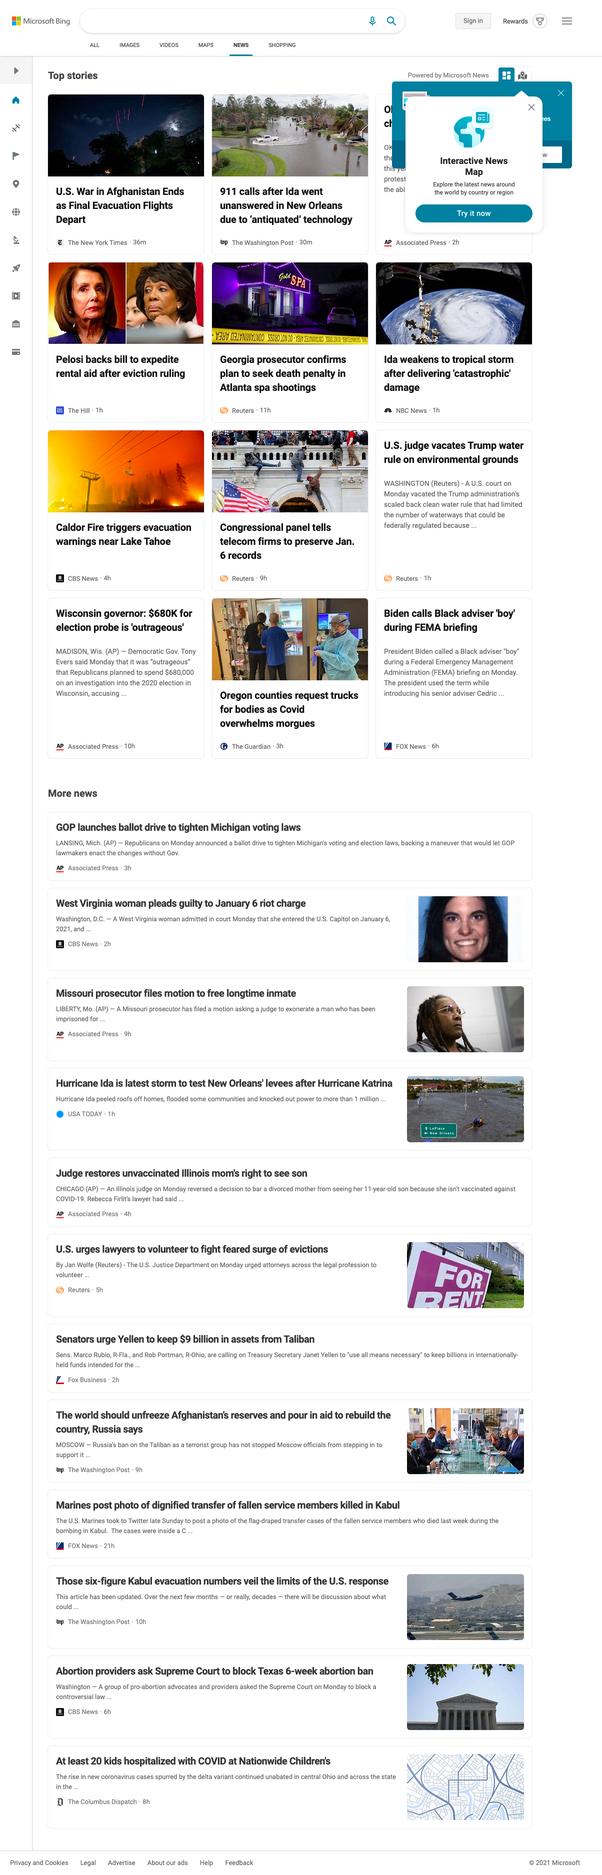 Microsoft Bing
Sign in
Rewards
ALL
IMAGES
VIDEOS
MAPS
NEWS
SHOPPING
Top stories
Powered by Microsoft News
Interactive News
Map
Explore the latest news around
the world by country or region
Try it now
U.S. War in Afghanistan Ends
as Final Evacuation Flights
Depart
The New York Times · 36m
911 calls after Ida went
unanswered in New Orleans
due to 'antiquated' technology
The Washington Post · 30m
Associated Press · 2h
Gold
SPA
Pelosi backs bill to expedite
rental aid after eviction ruling
The Hill · 1h
Georgia prosecutor confirms
plan to seek death penalty in
Atlanta spa shootings
Reuters · 11h
Ida weakens to tropical storm
after delivering 'catastrophic'
damage
NBC News · 1h
Caldor Fire triggers evacuation
warnings near Lake Tahoe
CBS News · 4h
Congressional panel tells
telecom firms to preserve Jan.
6 records
Reuters · 9h
U.S. judge vacates Trump water
rule on environmental grounds
WASHINGTON (Reuters) - A U.S. court on
Monday vacated the Trump administration's
scaled back clean water rule that had limited
the number of waterways that could be
federally regulated because ...
Reuters · 1h
Wisconsin governor: $680K for
election probe is 'outrageous'
MADISON, Wis. (AP) — Democratic Gov. Tony
Evers said Monday that it was "outrageous"
that Republicans planned to spend $680,000
on an investigation into the 2020 election in
Wisconsin, accusing ...
Associated Press · 10h
Oregon counties request trucks
for bodies as Covid
overwhelms morgues
The Guardian · 3h
Biden calls Black adviser 'boy'
during FEMA briefing
President Biden called a Black adviser "boy"
during a Federal Emergency Management
Administration (FEMA) briefing on Monday.
The president used the term while
introducing his senior adviser Cedric ...
FOX News · 6h
More news
GOP launches ballot drive to tighten Michigan voting laws
LANSING, Mich. (AP) — Republicans on Monday announced a ballot drive to tighten Michigan's voting and election laws, backing a maneuver that would let GOP
lawmakers enact the changes without Gov.
Associated Press · 3h
West Virginia woman pleads guilty to January 6 riot charge
Washington, D.C. — A West Virginia woman admitted in court Monday that she entered the U.S. Capitol on January 6,
2021, and ...
CBS News · 2h
Missouri prosecutor files motion to free longtime inmate
LIBERTY, Mo. (AP) — A Missouri prosecutor has filed a motion asking a judge to exonerate a man who has been
imprisoned for ...
Associated Press · 9h
Hurricane Ida is latest storm to test New Orleans' levees after Hurricane Katrina
Hurricane Ida peeled roofs off homes, flooded some communities and knocked out power to more than 1 million ...
USA TODAY · 1h
LaPlace
New Orleans
Judge restores unvaccinated Illinois mom's right to see son
CHICAGO (AP) — An Illinois judge on Monday reversed a decision to bar a divorced mother from seeing her 11-year-old son because she isn't vaccinated against
COVID-19. Rebecca Firlit's lawyer had said ...
Associated Press · 4h
U.S. urges lawyers to volunteer to fight feared surge of evictions
By Jan Wolfe (Reuters) - The U.S. Justice Department on Monday urged attorneys across the legal profession to
volunteer ...
Reuters · 5h
FOR
RENT
Senators urge Yellen to keep $9 billion in assets from Taliban
Sens. Marco Rubio, R-Fla., and Rob Portman, R-Ohio, are calling on Treasury Secretary Janet Yellen to "use all means necessary" to keep billions in internationally-
held funds intended for the ...
Fox Business · 2h
The world should unfreeze Afghanistan's reserves and pour in aid to rebuild the
country, Russia says
MOSCOW — Russia's ban on the Taliban as a terrorist group has not stopped Moscow officials from stepping in to
support it ...
The Washington Post · 9h
Marines post photo of dignified transfer of fallen service members killed in Kabul
The U.S. Marines took to Twitter late Sunday to post a photo of the flag-draped transfer cases of the fallen service members who died last week during the
bombing in Kabul. The cases were inside a C ...
FOX News · 21h
Those six-figure Kabul evacuation numbers veil the limits of the U.S. response
This article has been updated. Over the next few months — or really, decades — there will be discussion about what
could ...
The Washington Post · 10h
Abortion providers ask Supreme Court to block Texas 6-week abortion ban
Washington — A group of pro-abortion advocates and providers asked the Supreme Court on Monday to block a
controversial law ...
CBS News · 6h
At least 20 kids hospitalized with COVID at Nationwide Children's
The rise in new coronavirus cases spurred by the delta variant continued unabated in central Ohio and across the state
in the ...
The Columbus Dispatch · 8h
Privacy and Cookies
Legal
Advertise
About our ads
Help
Feedback
© 2021 Microsoft